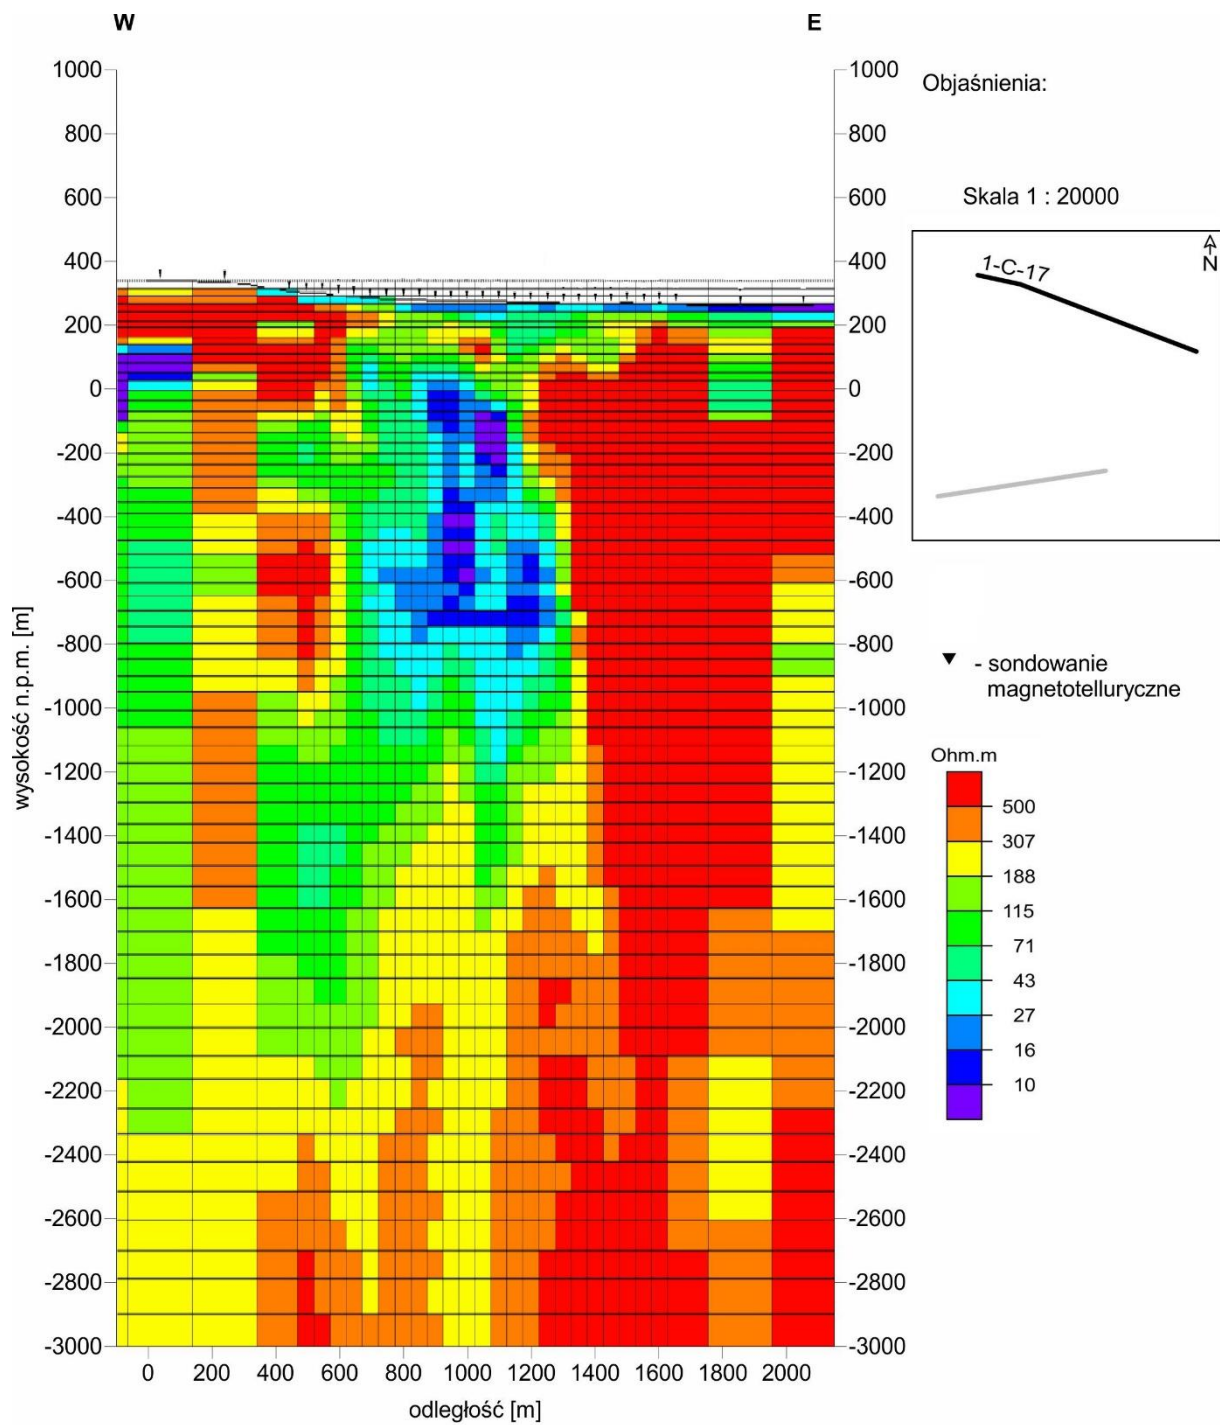 W E
1000 1000
800 800
600 600
400 400
200 200
0 0
-200 -200
-400 -400
-600 -600
-800 -800
-1000 -1000
-1200 -1200
-1400 -1400
-1600 -1600
-1800 -1800
-2000 -2000
-2200 -2200
-2400 -2400
-2600 -2600
-2800 -2800
-3000 -3000
wysokość n.p.m. [m]
0 200 400 600 800 1000 1200 1400 1600 1800 2000
odległość [m]
Objaśnienia:
Skala 1 : 20000
1-C-17
N
- sondowanie
magnetotelluryczne
Ohm.m
500
307
188
115
71
43
27
16
10